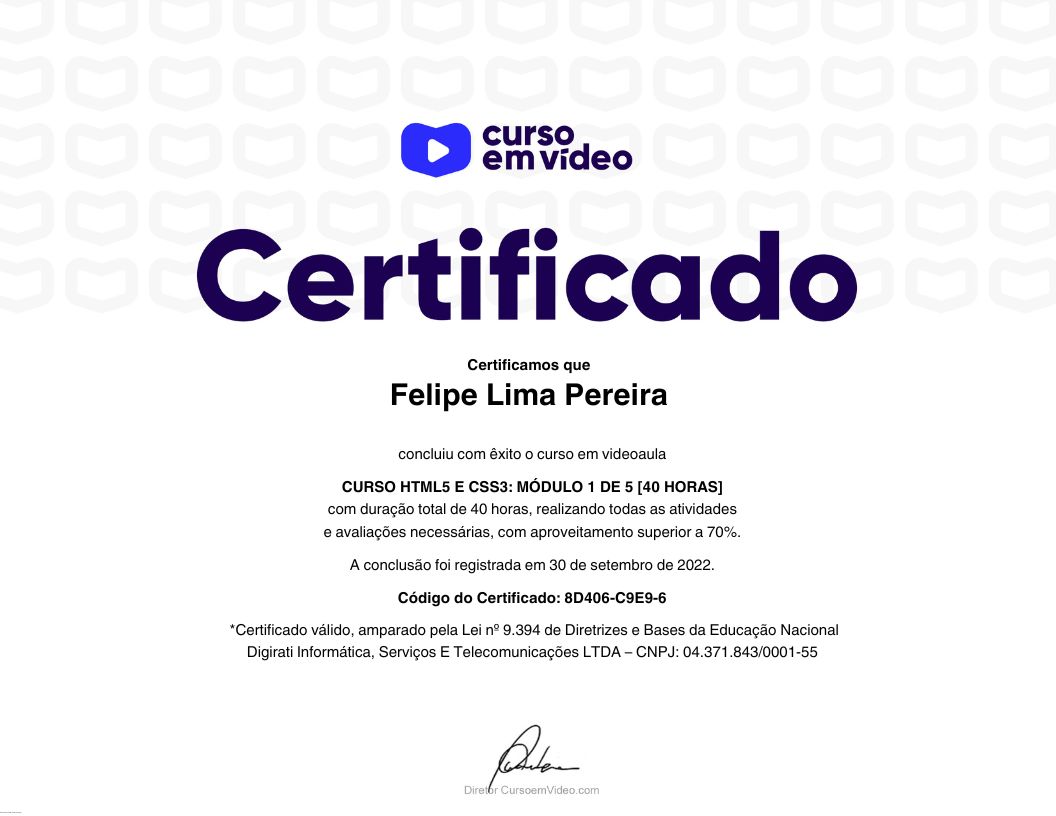 curso
em vídeo
Certificado
Certificamos que
Felipe Lima Pereira
concluiu com êxito o curso em videoaula
CURSO HTML5 E CSS3: MÓDULO 1 DE 5 [40 HORAS]
com duração total de 40 horas, realizando todas as atividades
e avaliações necessárias, com aproveitamento superior a 70%.
A conclusão foi registrada em 30 de setembro de 2022.
Código do Certificado: 8D406-C9E9-6
*Certificado válido, amparado pela Lei nº 9.394 de Diretrizes e Bases da Educação Nacional
Digirati Informática, Serviços E Telecomunicações LTDA – CNPJ: 04.371.843/0001-55
Diretor CursoemVideo.com